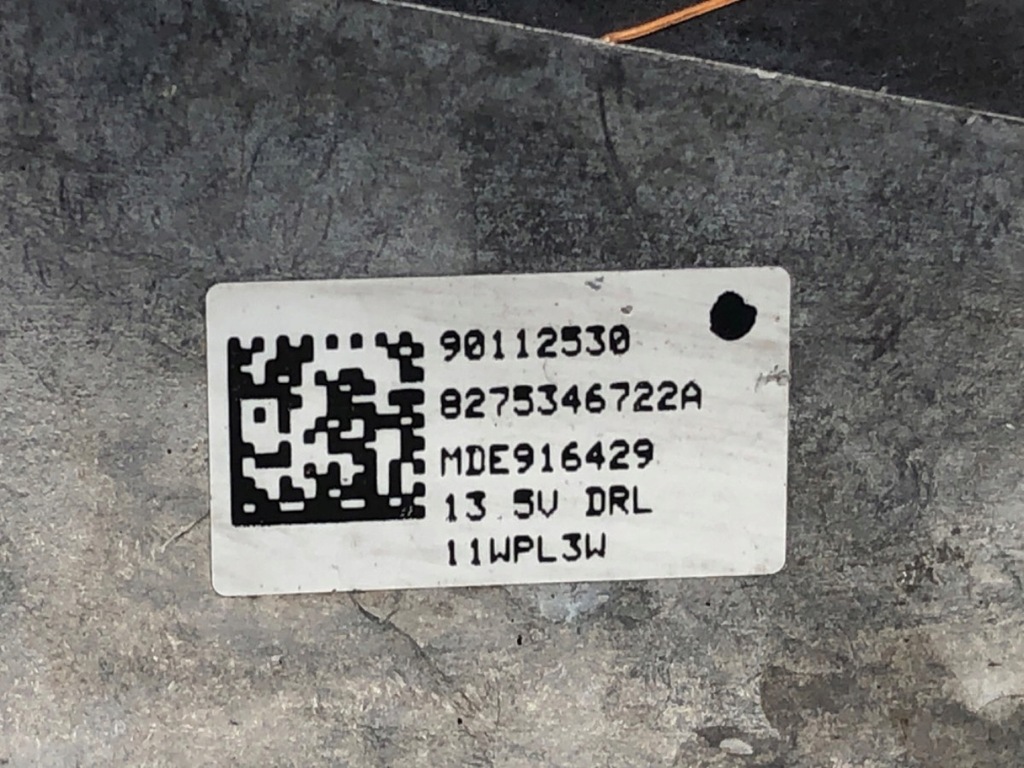 90112530
8275346722A
MDE916429
13.5V DRL
11WPL3W